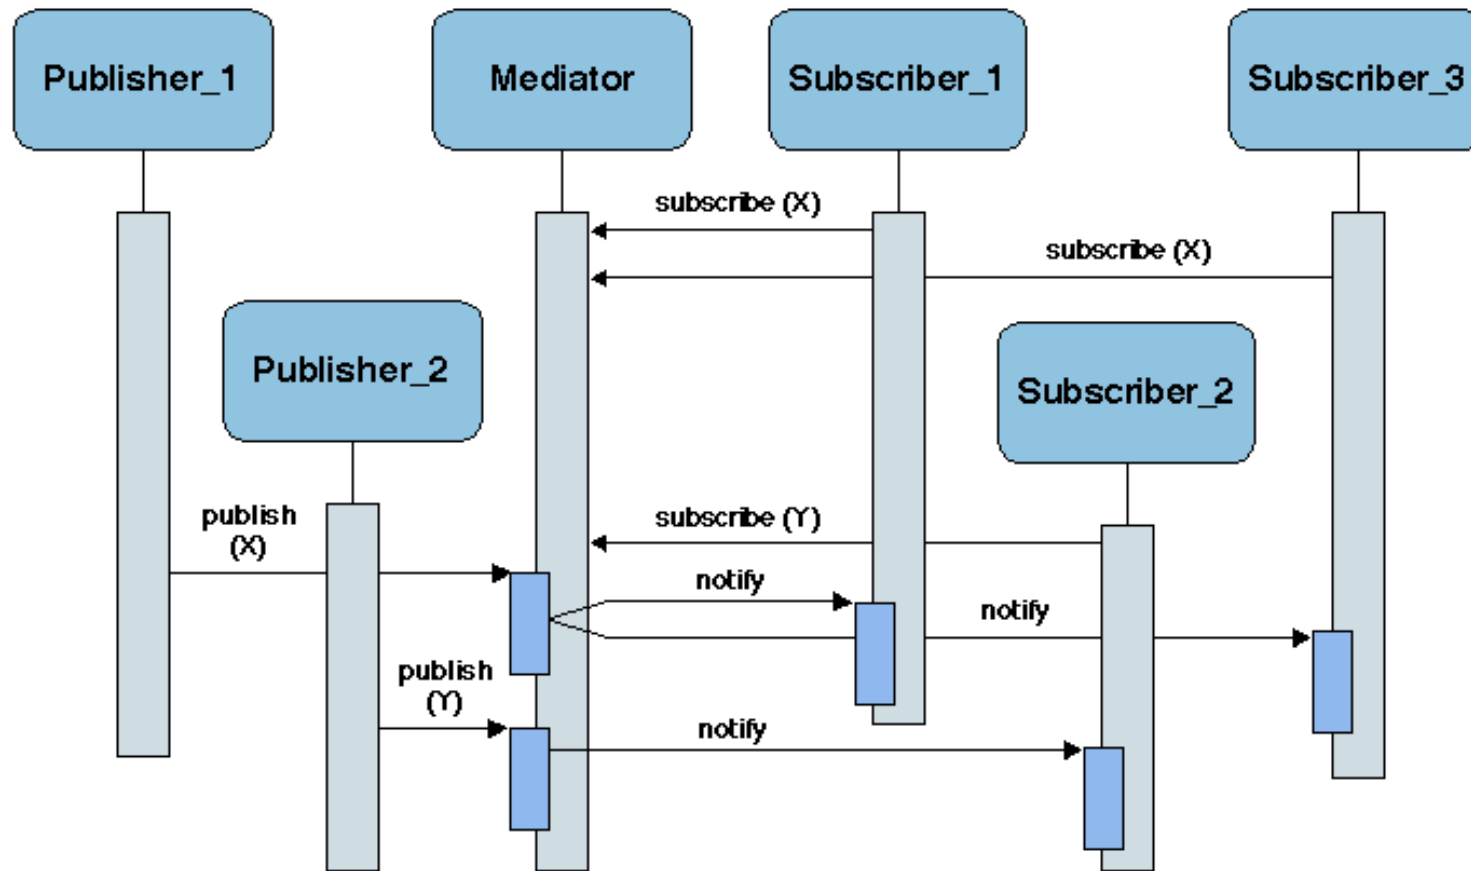 Publisher_1
Mediator
Subscriber_1
Subscriber_3
subscribe (X)
subscribe (X)
Publisher_2
Subscriber_2
publish
(X)
subscribe (Y)
notify
notify
publish
(Y)
notify